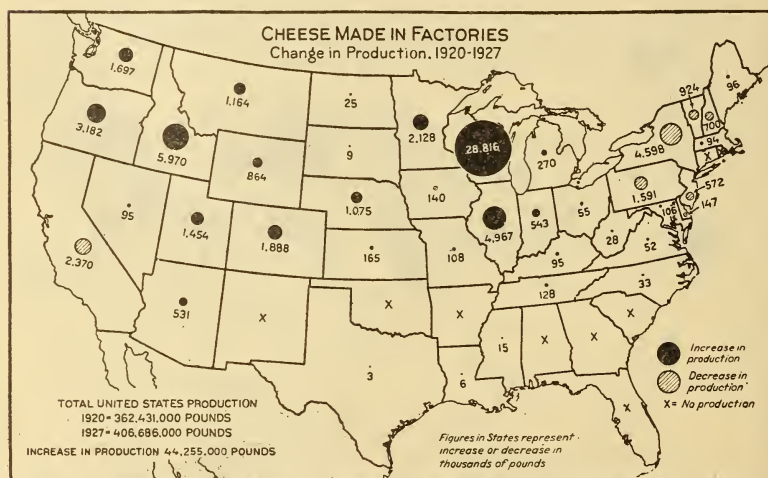 CHEESE MADE IN FACTORIES
Change in Production, 1920-1927
1.697
3.182
5.970
1.164
864
25
9
1.075
165
2.370
95
1.454
1.888
531
X
2.128
140
108
28.816
270
4.967
543
55
95
128
28
52
33
924
700
96
94
X
4.598
1.591
572
147
106
X
X
3
6
15
X
X
X
X
Increase in
production
Decrease in
production
X= No production
TOTAL UNITED STATES PRODUCTION
1920= 362,431,000 POUNDS
1927= 406,686,000 POUNDS
INCREASE IN PRODUCTION 44,255,000 POUNDS
Figures in States represent
increase or decrease in
thousands of pounds